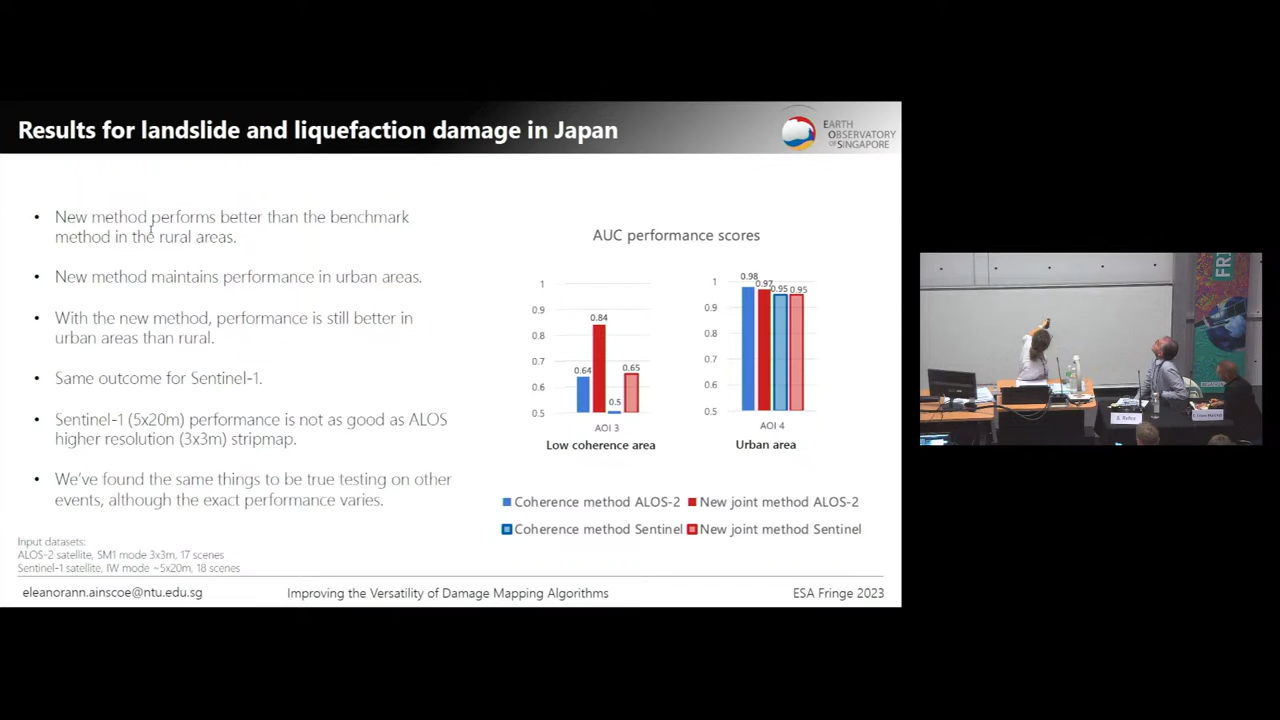 Results for landslide and liquefaction damage in Japan
EARTH
OBSERVATORY
OF SINGAPORE
• New method performs better than the benchmark
method in the rural areas.
• New method maintains performance in urban areas.
• With the new method, performance is still better in
urban areas than rural.
• Same outcome for Sentinel-1.
• Sentinel-1 (5x20m) performance is not as good as ALOS
higher resolution (3x3m) stripmap.
• We've found the same things to be true testing on other
events, although the exact performance varies.
Input datasets:
ALOS-2 satellite, SM1 mode 3x3m, 17 scenes
Sentinel-1 satellite, IW mode ~5x20m, 18 scenes
AUC performance scores
1
0.9
0.8
0.7
0.6
0.5
0.64
0.84
0.5
0.65
AOI 3
Low coherence area
1
0.9
0.8
0.7
0.6
0.5
0.98
0.97
0.95
0.95
AOI 4
Urban area
Coherence method ALOS-2 New joint method ALOS-2
Coherence method Sentinel New joint method Sentinel
eleanorann.ainscoe@ntu.edu.sg Improving the Versatility of Damage Mapping Algorithms ESA Fringe 2023
FRI